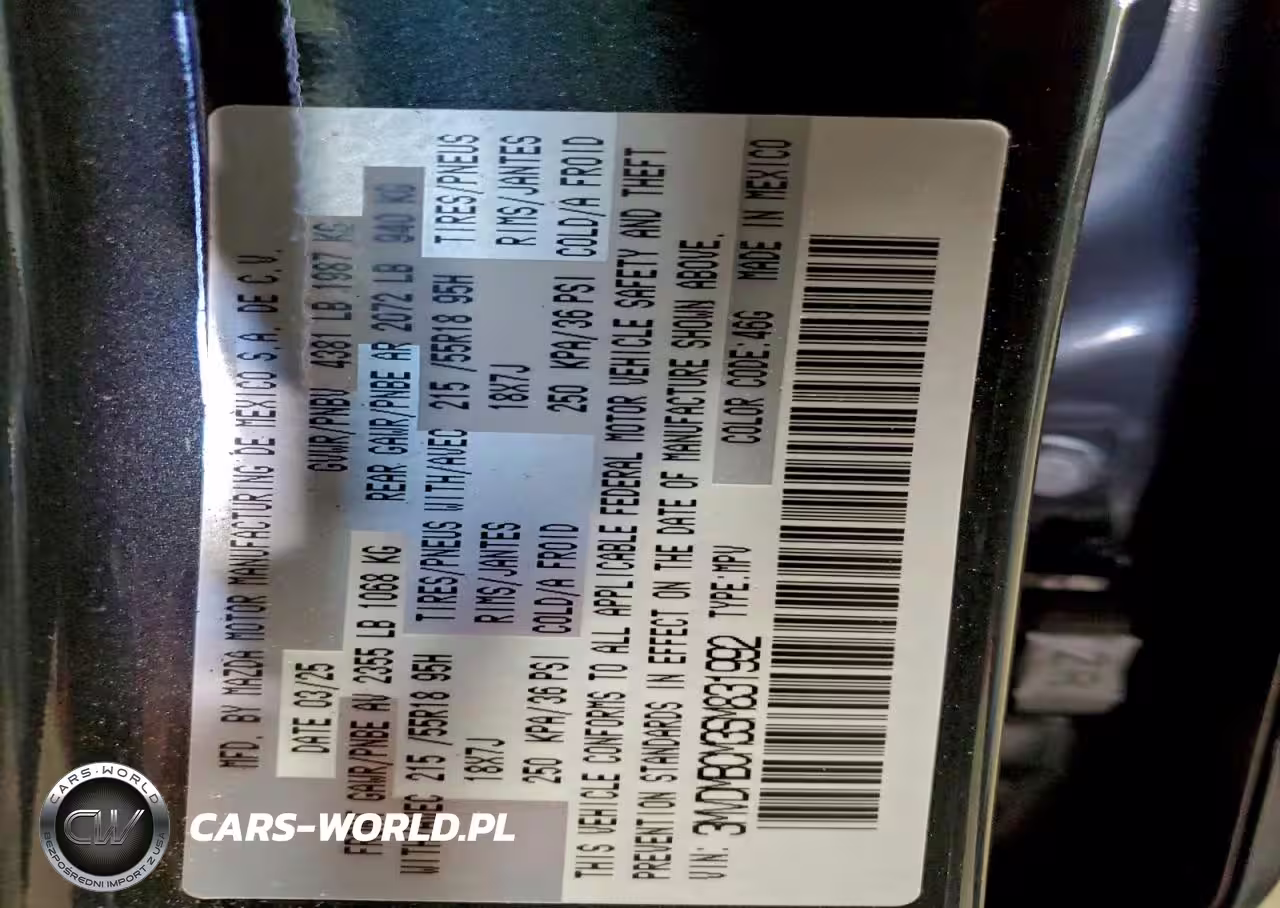 MFD. BY MAZDA MOTOR MANUFACTURING DE MEXICO S.A. DE C.V.
DATE 03/25 GVWR/PNBV 4381 LB 1987 KG
GAWR/PNBE AV 2355 LB 1068 KG REAR GAWR/PNBE AR 2072 LB 940 KG
215 /55R18 95H TIRES/PNEUS WITH/AVEC 215 /55R18 95H TIRES/PNEUS
18X7J RIMS/JANTES 18X7J RIMS/JANTES
250 KPA/36 PSI COLD/A FROID 250 KPA/36 PSI COLD/A FROID
THIS VEHICLE CONFORMS TO ALL APPLICABLE FEDERAL MOTOR VEHICLE SAFETY AND THEFT
PREVENTION STANDARDS IN EFFECT ON THE DATE OF MANUFACTURE SHOWN ABOVE.
VIN: 3MVDMBCM3SM831992 TYPE:MPV COLOR CODE:46G MADE IN MEXICO
CARS-WORLD
CW
BEZPOŚREDNI IMPORT Z USA
CARS-WORLD.PL